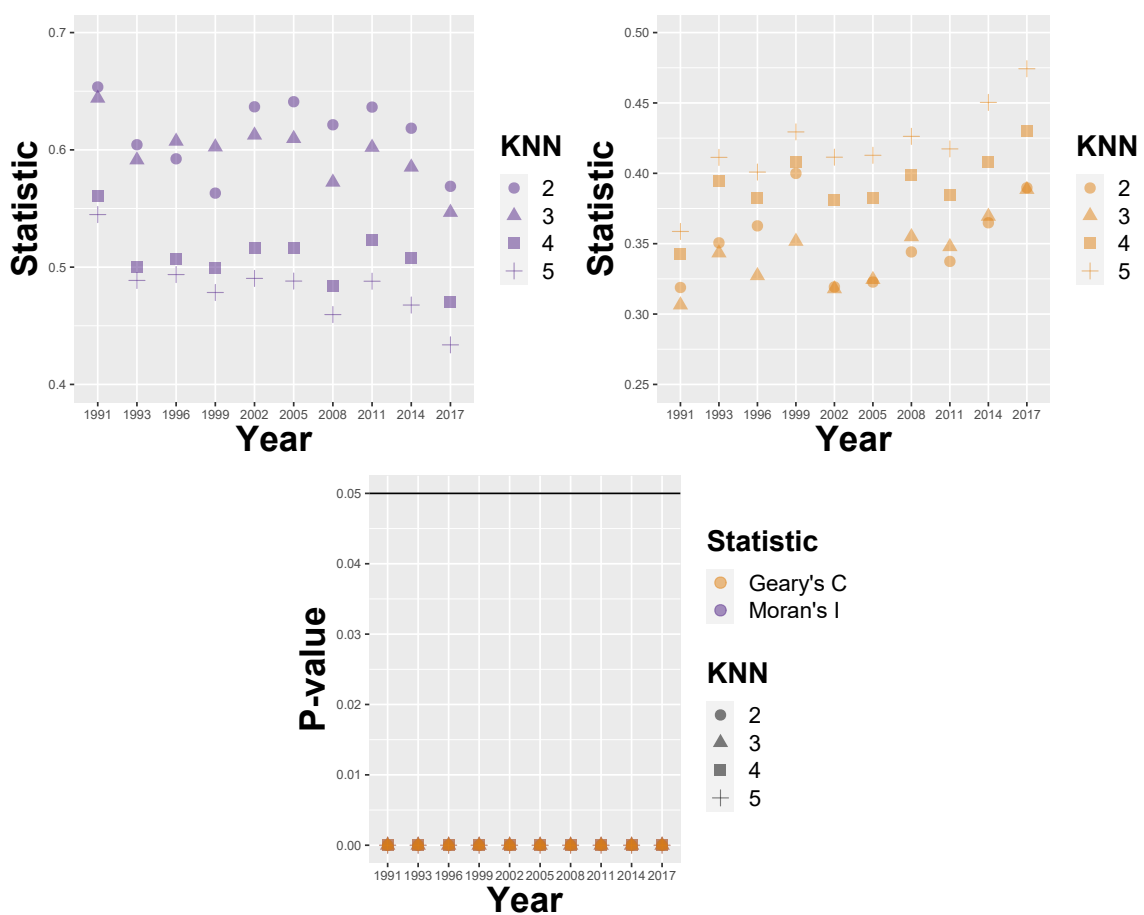 Statistic
0.7
0.6
0.5
0.4
1991 1993 1996 1999 2002 2005 2008 2011 2014 2017
Year
KNN
2
3
4
5
Statistic
0.50
0.45
0.40
0.35
0.30
0.25
1991 1993 1996 1999 2002 2005 2008 2011 2014 2017
Year
KNN
2
3
4
5
P-value
0.05
0.04
0.03
0.02
0.01
0.00
1991 1993 1996 1999 2002 2005 2008 2011 2014 2017
Year
Statistic
Geary's C
Moran's I
KNN
2
3
4
5